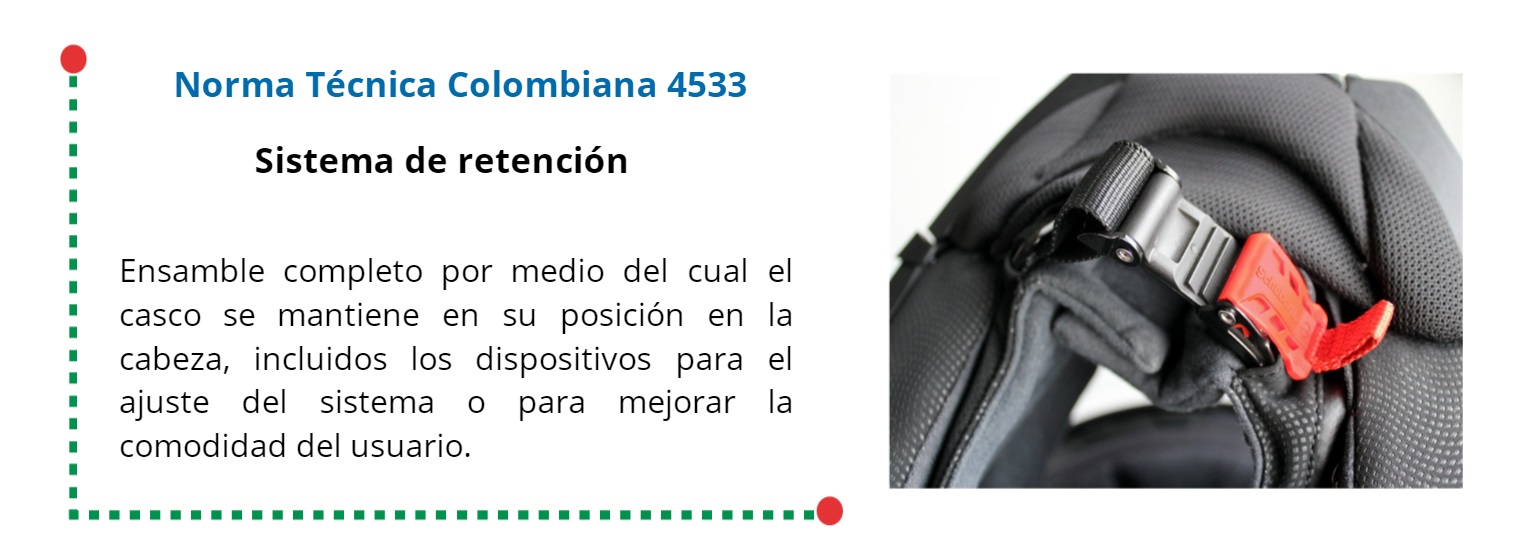 Norma Técnica Colombiana 4533
Sistema de retención
Ensamble completo por medio del cual el
casco se mantiene en su posición en la
cabeza, incluidos los dispositivos para el
ajuste del sistema o para mejorar la
comodidad del usuario.